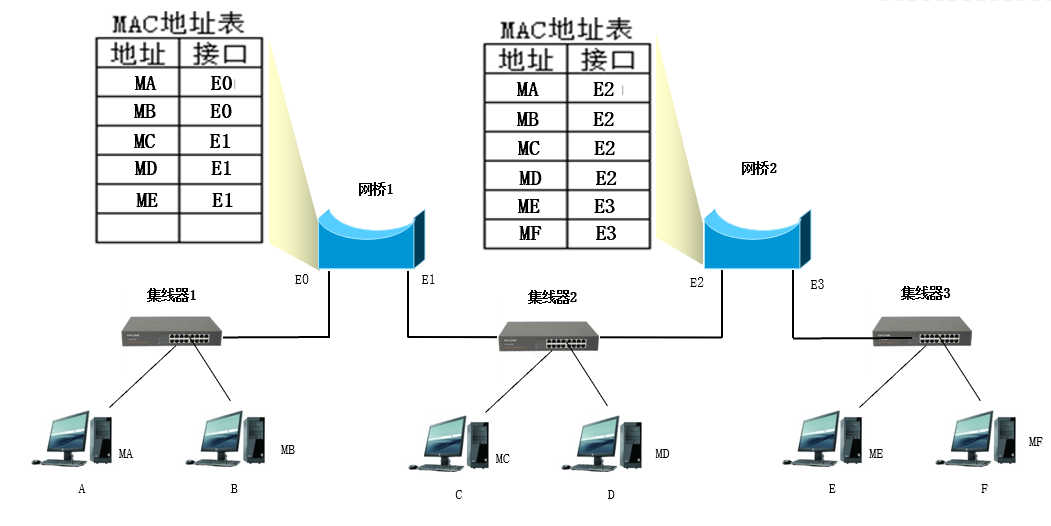 MAC地址表
地址 接口
MA E0
MB E0
MC E1
MD E1
ME E1
MAC地址表
地址 接口
MA E2
MB E2
MC E2
MD E2
ME E3
MF E3
网桥1
网桥2
E0
E1
E2
E3
集线器1
集线器2
集线器3
MA
MB
MC
MD
ME
MF
A
B
C
D
E
F